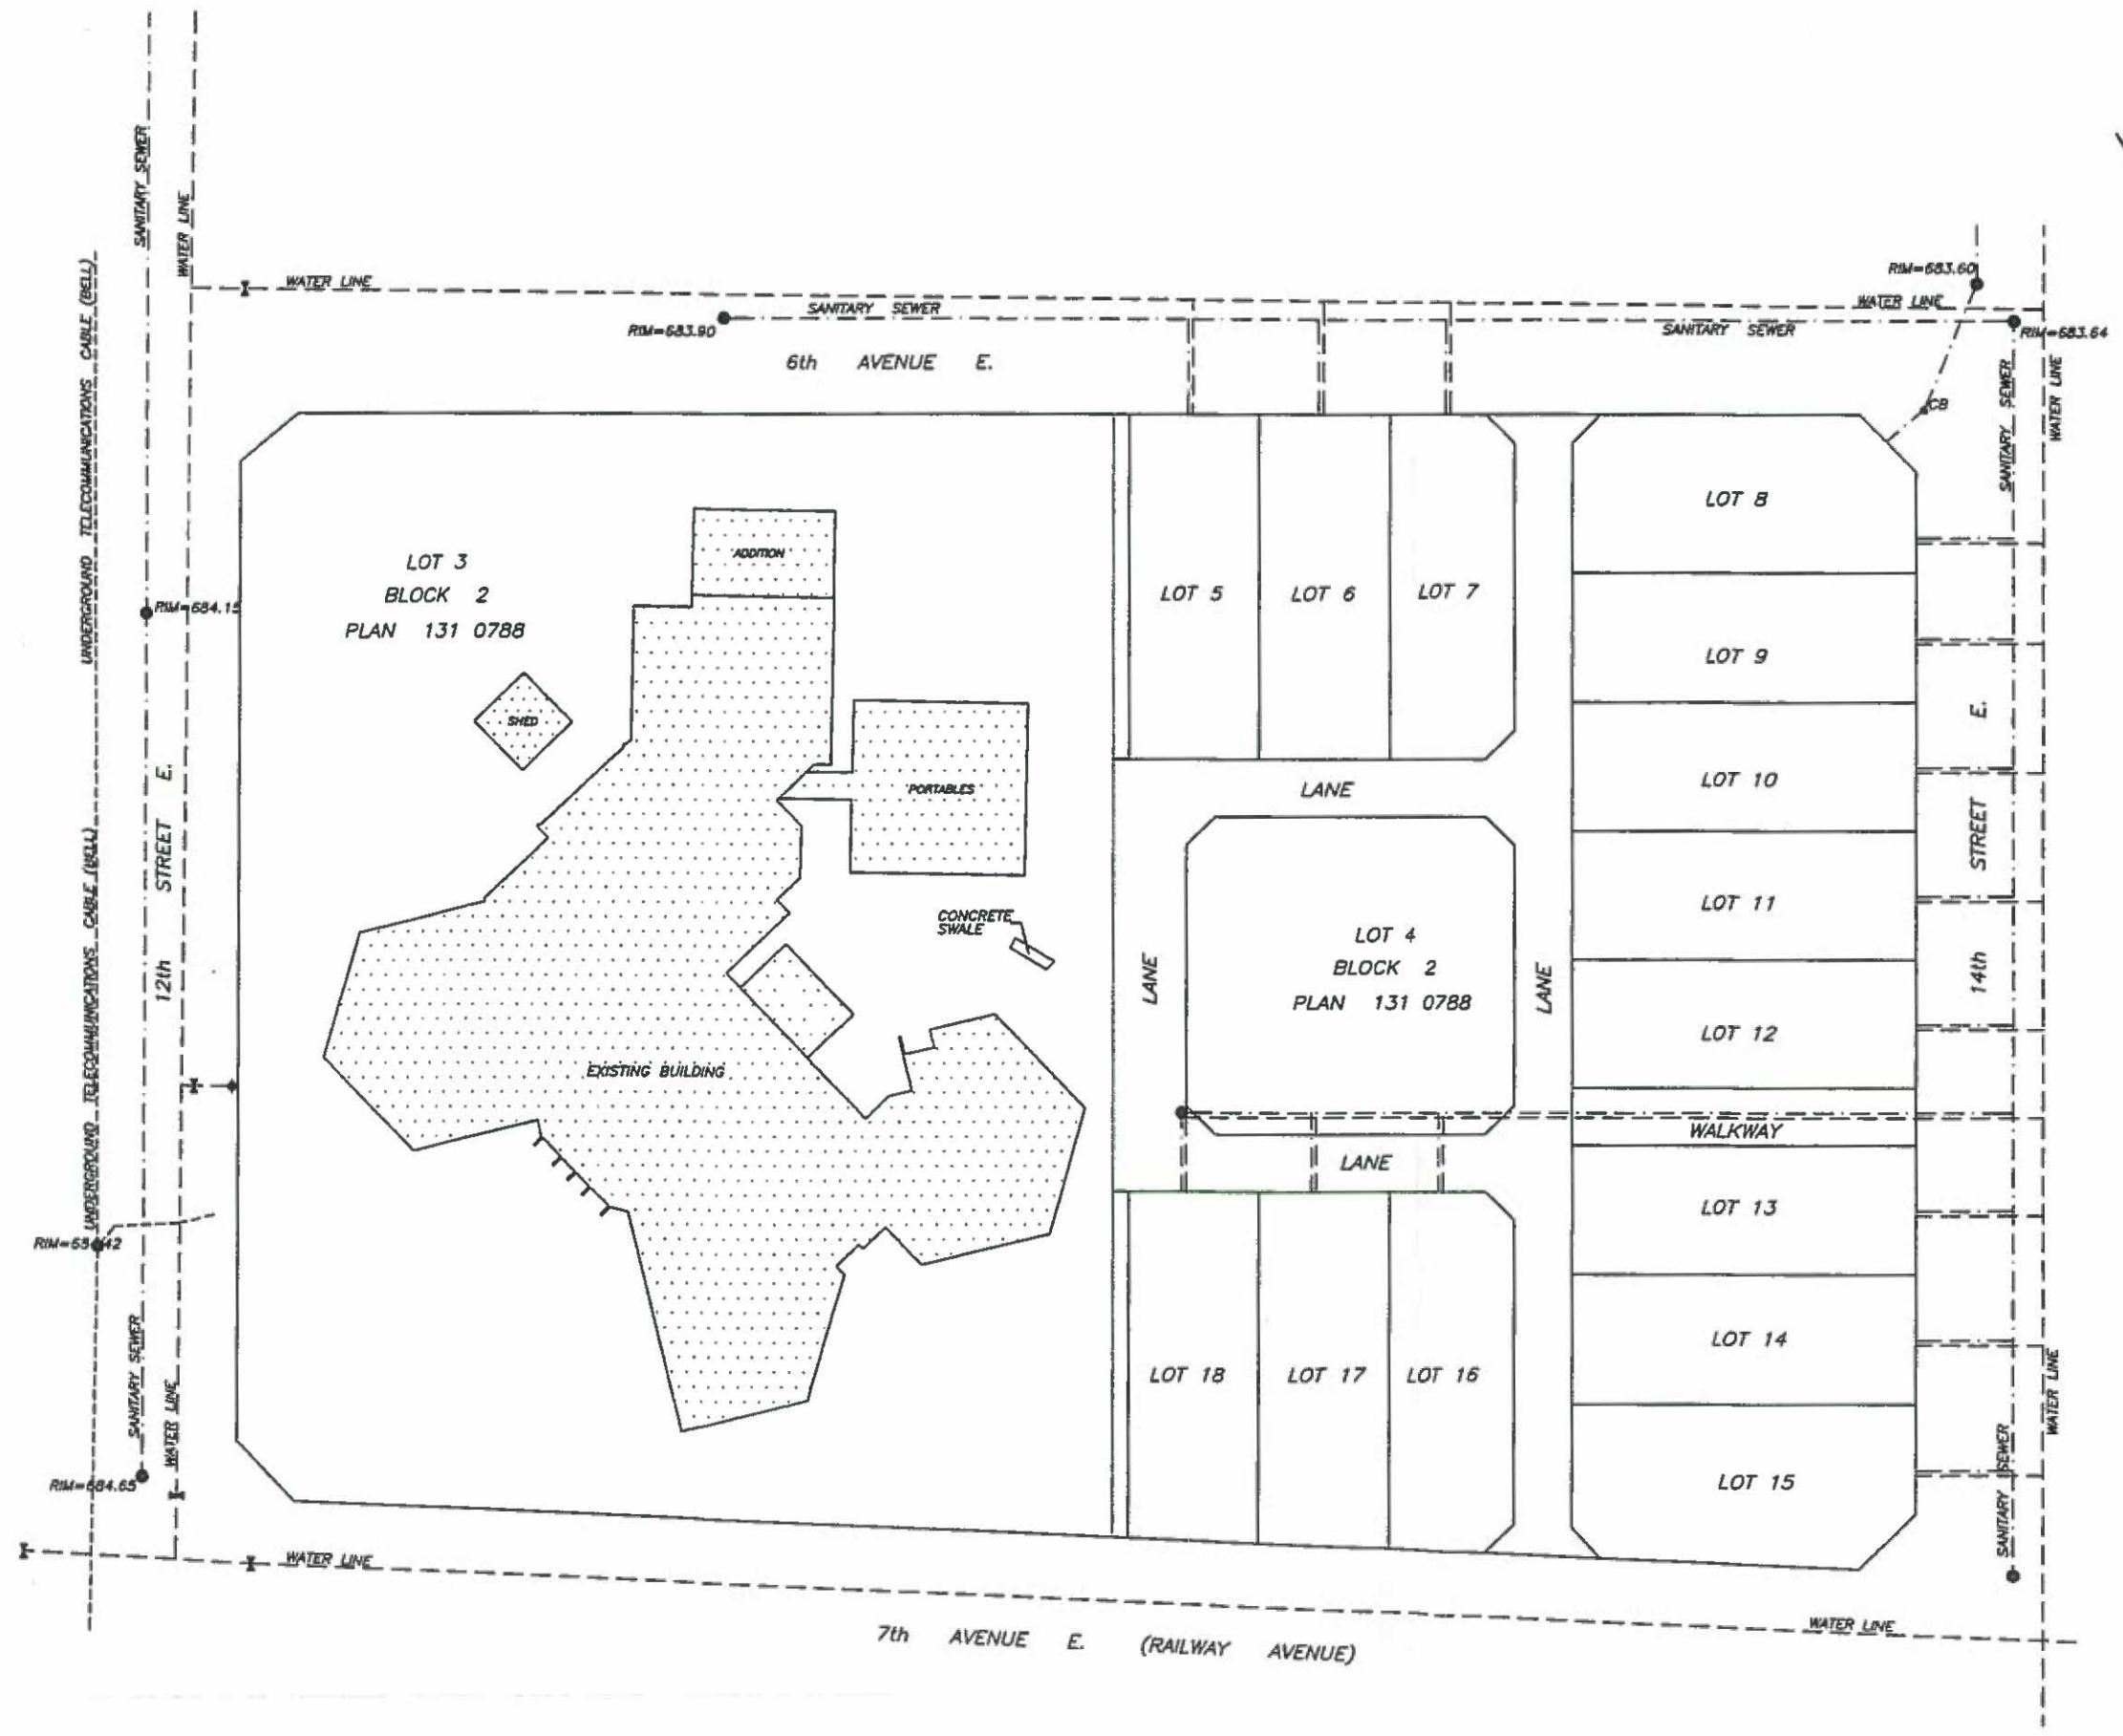 SANITARY SEWER
WATER LINE
UNDERGROUND TELECOMMUNICATIONS CABLE (BELL)
RIM=683.60
WATER LINE
WATER LINE
SANITARY SEWER
RIM=683.90
SANITARY SEWER
RIM=683.64
6th AVENUE E.
SANITARY SEWER
WATER LINE
CB
LOT 8
ADDITION
LOT 3
BLOCK 2
PLAN 131 0788
LOT 5
LOT 6
LOT 7
RIM=684.15
LOT 9
SHED
12th STREET E.
PORTABLES
LANE
LOT 10
14th STREET E.
UNDERGROUND TELECOMMUNICATIONS CABLE (BELL)
LOT 11
CONCRETE
SWALE
LOT 4
BLOCK 2
PLAN 131 0788
LANE
LANE
LOT 12
EXISTING BUILDING
WALKWAY
LANE
LOT 13
SANITARY SEWER
WATER LINE
LOT 14
WATER LINE
LOT 18
LOT 17
LOT 16
RIM=684.65
LOT 15
SANITARY SEWER
WATER LINE
WATER LINE
7th AVENUE E. (RAILWAY AVENUE)